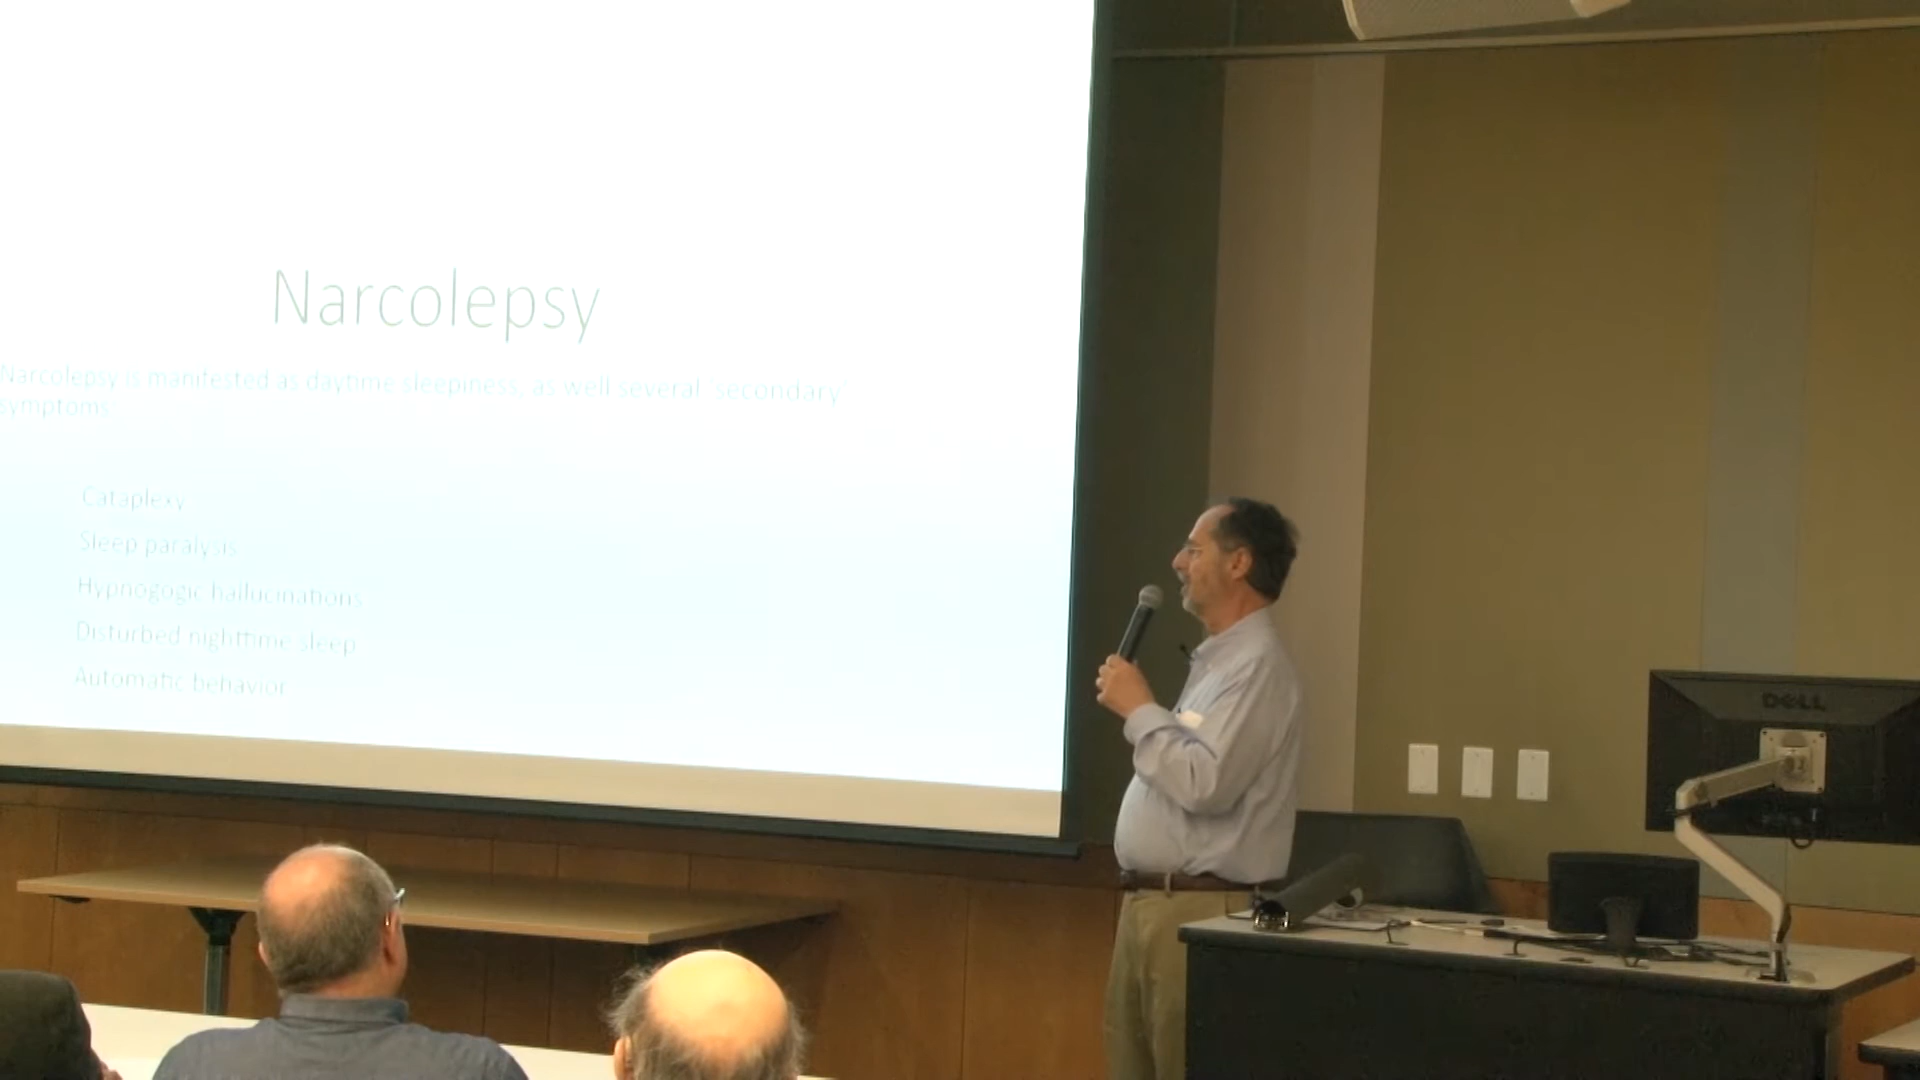 Narcolepsy
Narcolepsy is manifested as daytime sleepiness, as well several 'secondary'
symptoms:
Cataplexy
Sleep paralysis
Hypnogogic hallucinations
Disturbed nighttime sleep
Automatic behavior
DELL